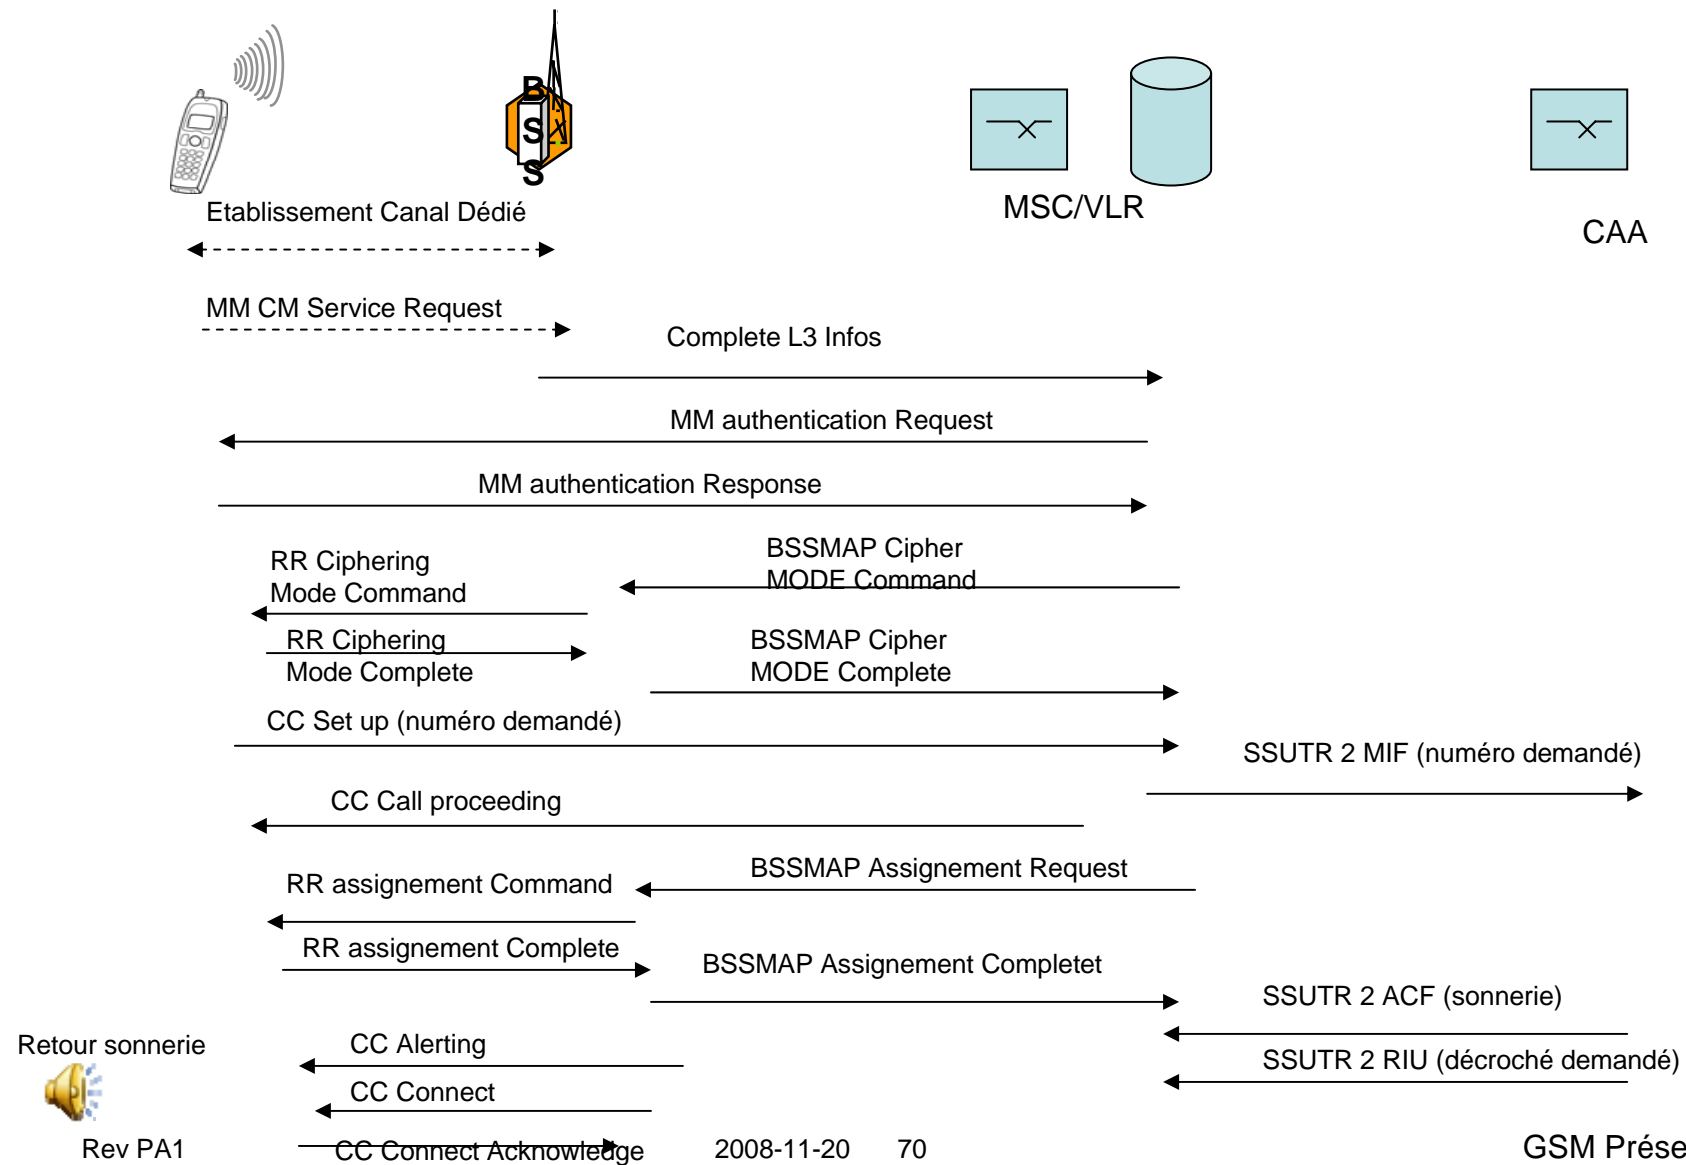 B
S
S
MSC/VLR
CAA
Etablissement Canal Dédié
MM CM Service Request
Complete L3 Infos
MM authentication Request
MM authentication Response
RR Ciphering
Mode Command
BSSMAP Cipher
MODE Command
RR Ciphering
Mode Complete
BSSMAP Cipher
MODE Complete
CC Set up (numéro demandé)
SSUTR 2 MIF (numéro demandé)
CC Call proceeding
BSSMAP Assignement Request
RR assignement Command
RR assignement Complete
BSSMAP Assignement Completet
SSUTR 2 ACF (sonnerie)
Retour sonnerie
CC Alerting
SSUTR 2 RIU (décroché demandé)
CC Connect
CC Connect Acknowledge
Rev PA1
2008-11-20
70
GSM Prése